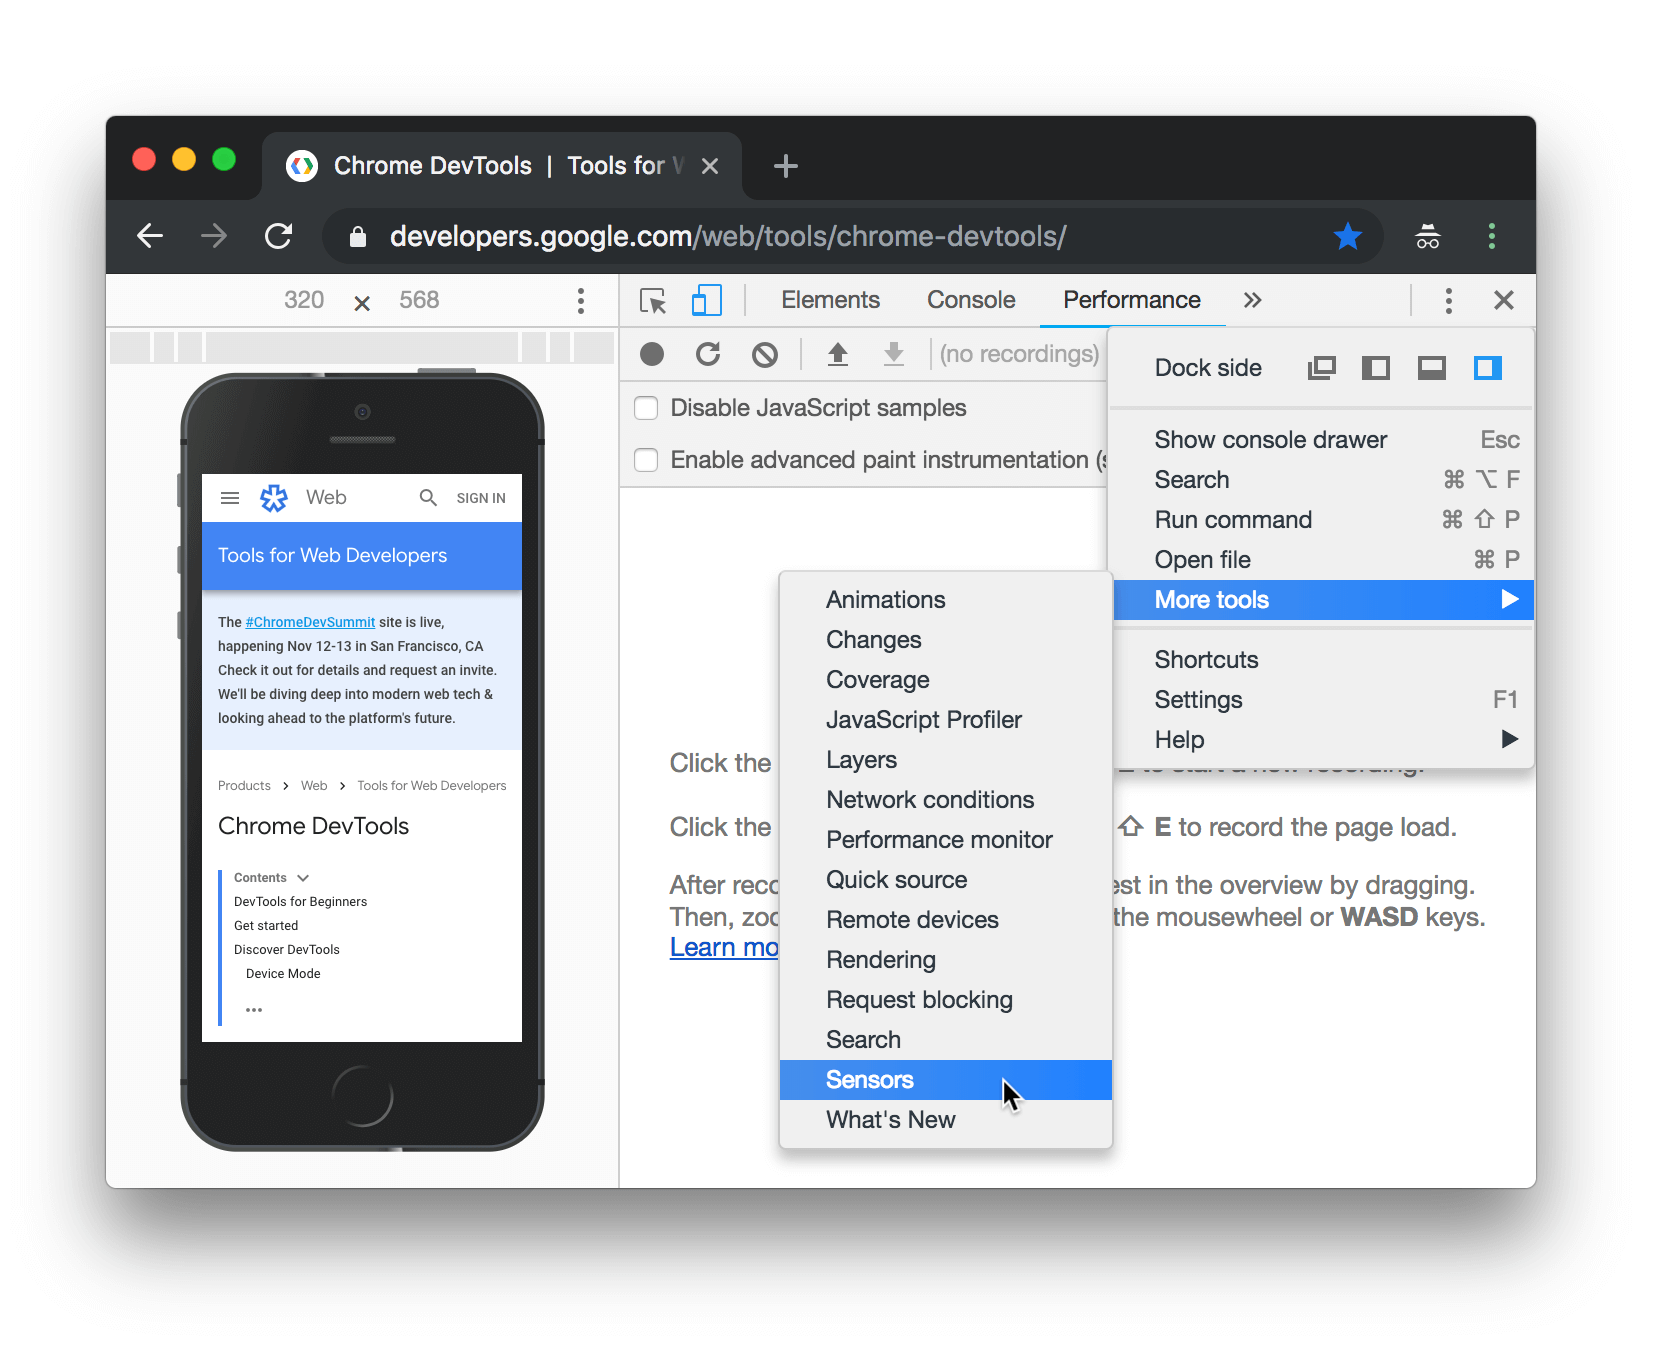 Chrome DevTools | Tools for W
developers.google.com/web/tools/chrome-devtools/
320 × 568
Elements Console Performance »
(no recordings)
Disable JavaScript samples
Enable advanced paint instrumentation (s
Dock side
Show console drawer Esc
Search ⌘ ⌥ F
Run command ⌘ ⇧ P
Open file ⌘ P
More tools
Shortcuts
Settings F1
Help
Animations
Changes
Coverage
JavaScript Profiler
Layers
Network conditions
Performance monitor
Quick source
Remote devices
Rendering
Request blocking
Search
Sensors
What's New
Click the E to start a new recording.
Click the ⇧ E to record the page load.
After reco est in the overview by dragging.
Then, zoo the mousewheel or WASD keys.
Learn mo
Web SIGN IN
Tools for Web Developers
The #ChromeDevSummit site is live,
happening Nov 12-13 in San Francisco, CA
Check it out for details and request an invite.
We'll be diving deep into modern web tech &
looking ahead to the platform's future.
Products > Web > Tools for Web Developers
Chrome DevTools
Contents
DevTools for Beginners
Get started
Discover DevTools
Device Mode
...